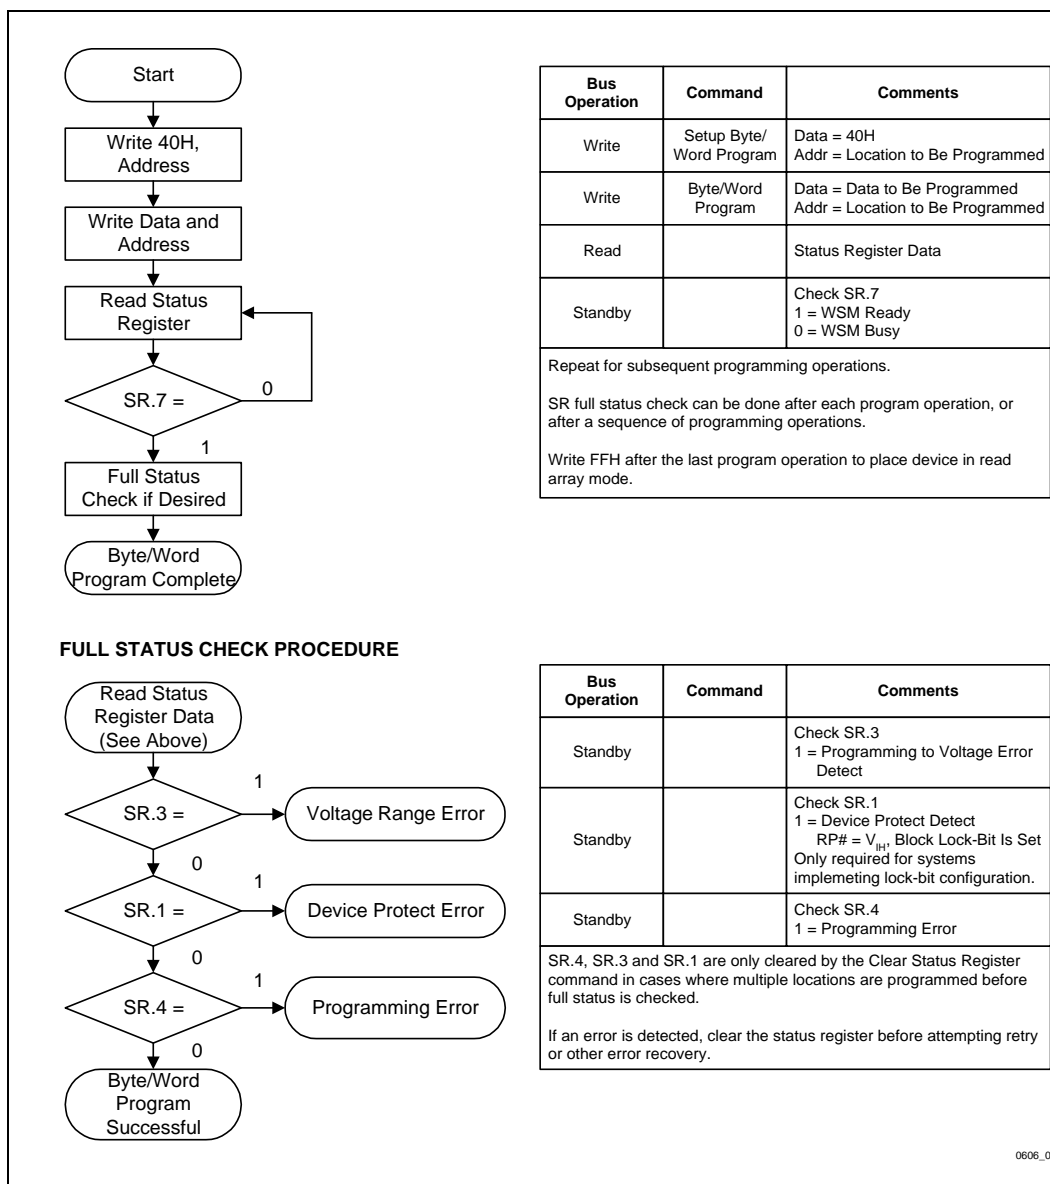 Start
Write 40H,
Address
Write Data and
Address
Read Status
Register
SR.7 =
0
1
Full Status
Check if Desired
Byte/Word
Program Complete
Bus
Operation
Command
Comments
Write
Setup Byte/
Word Program
Data = 40H
Addr = Location to Be Programmed
Write
Byte/Word
Program
Data = Data to Be Programmed
Addr = Location to Be Programmed
Read
Status Register Data
Standby
Check SR.7
1 = WSM Ready
0 = WSM Busy
Repeat for subsequent programming operations.
SR full status check can be done after each program operation, or
after a sequence of programming operations.
Write FFH after the last program operation to place device in read
array mode.
FULL STATUS CHECK PROCEDURE
Read Status
Register Data
(See Above)
SR.3 =
1
Voltage Range Error
0
SR.1 =
1
Device Protect Error
0
SR.4 =
1
Programming Error
0
Byte/Word
Program
Successful
Bus
Operation
Command
Comments
Standby
Check SR.3
1 = Programming to Voltage Error
Detect
Standby
Check SR.1
1 = Device Protect Detect
RP# = VIH, Block Lock-Bit Is Set
Only required for systems
implemeting lock-bit configuration.
Standby
Check SR.4
1 = Programming Error
SR.4, SR.3 and SR.1 are only cleared by the Clear Status Register
command in cases where multiple locations are programmed before
full status is checked.
If an error is detected, clear the status register before attempting retry
or other error recovery.
0606_0